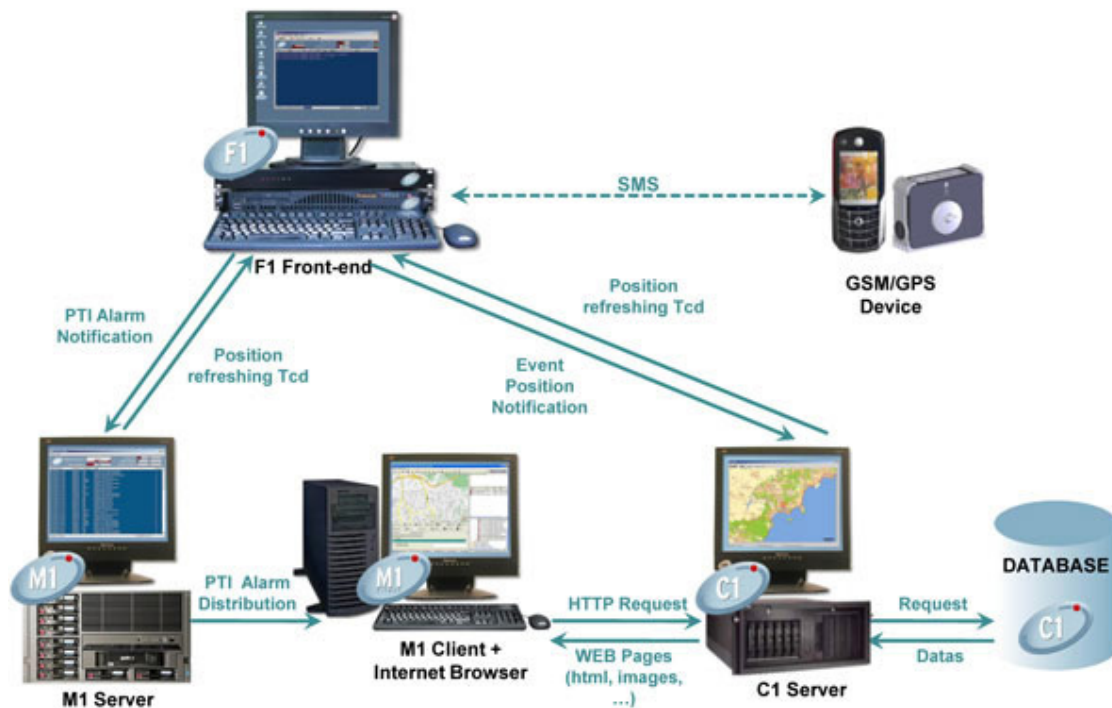 F1
SMS
F1 Front-end
GSM/GPS
Device
PTI Alarm
Notification
Position
refreshing Tcd
Position
refreshing Tcd
Event
Position
Notification
M1
M1
C1
DATABASE
C1
PTI Alarm
Distribution
HTTP Request
Request
M1 Client +
Internet Browser
WEB Pages
(html, images,
...)
Datas
M1 Server
C1 Server